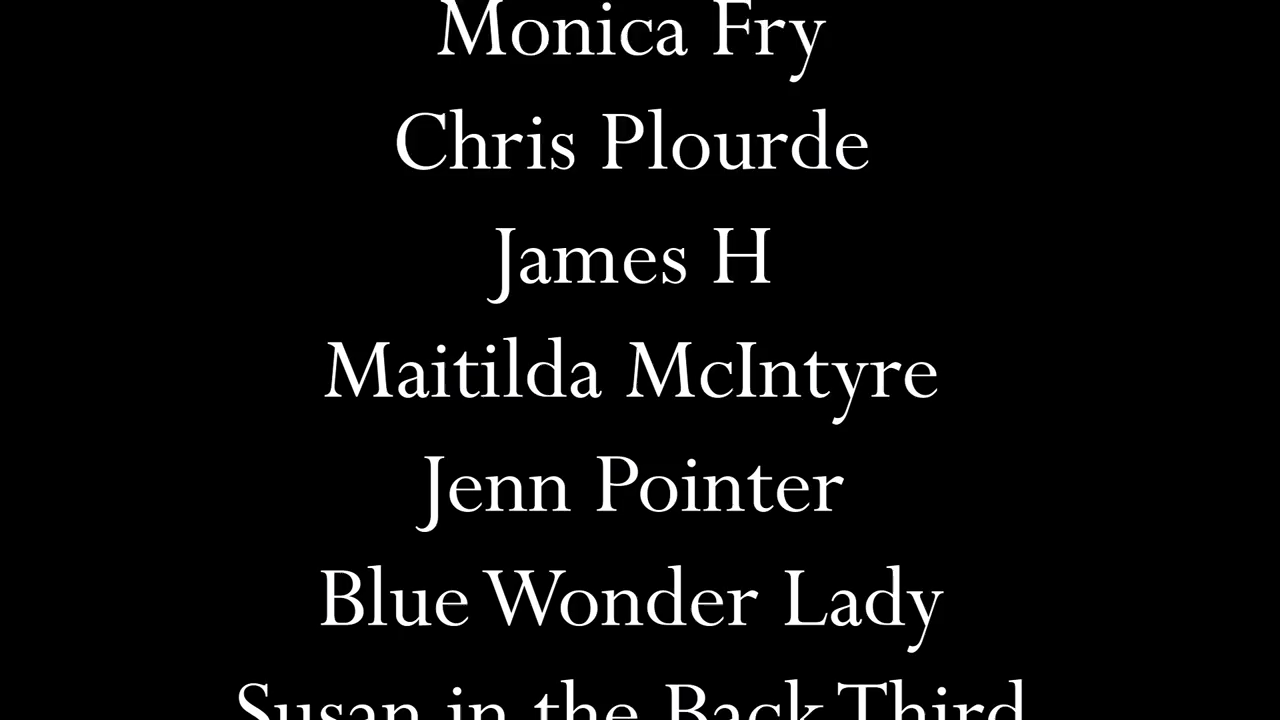 Monica Fry
Chris Plourde
James H
Maitilda McIntyre
Jenn Pointer
Blue Wonder Lady
Susan in the Back Third